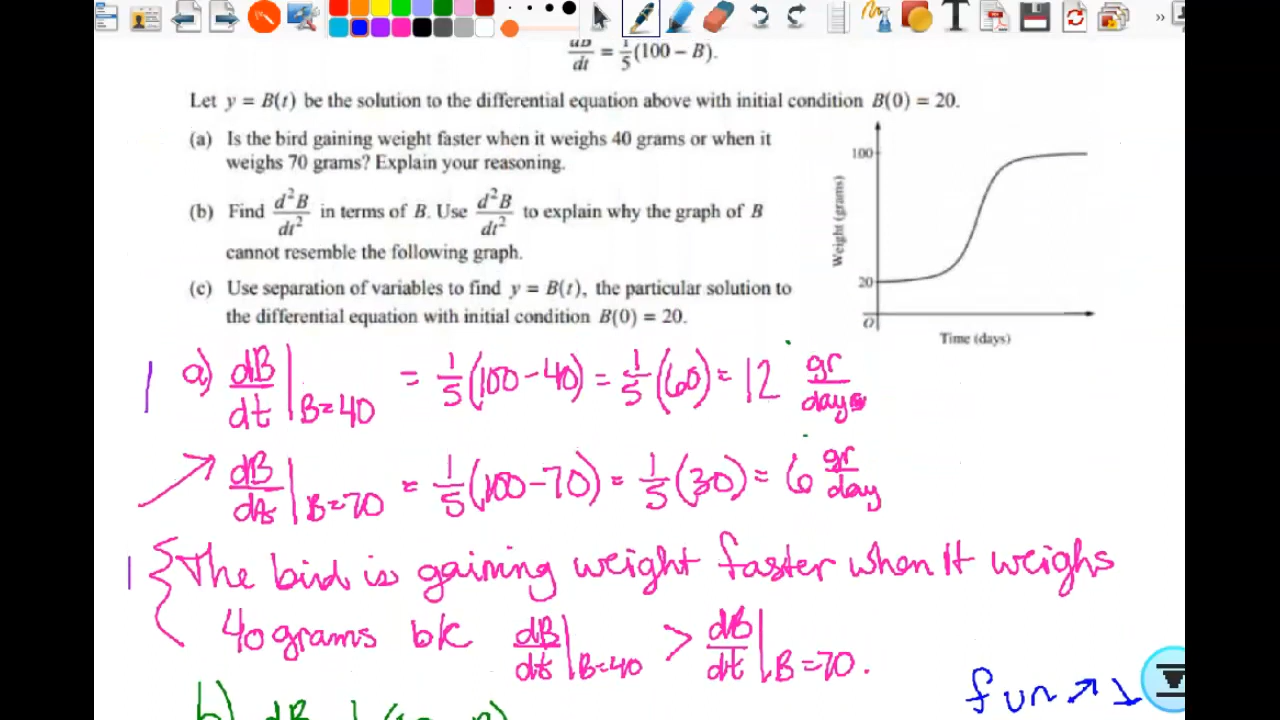 dB/dt = 1/5(100 − B).
Let y = B(t) be the solution to the differential equation above with initial condition B(0) = 20.
(a) Is the bird gaining weight faster when it weighs 40 grams or when it
weighs 70 grams? Explain your reasoning.
(b) Find d²B/dt² in terms of B. Use d²B/dt² to explain why the graph of B
cannot resemble the following graph.
(c) Use separation of variables to find y = B(t), the particular solution to
the differential equation with initial condition B(0) = 20.
100
Weight (grams)
20
O
Time (days)
1 a) dB/dt |B=40 = 1/5(100-40) = 1/5(60) = 12 gr/day
dB/dt |B=70 = 1/5(100-70) = 1/5(30) = 6 gr/day
1 { The bird is gaining weight faster when it weighs
40 grams b/c dB/dt |B=40 > dB/dt |B=70.
fun ↗ ↘
b) dB